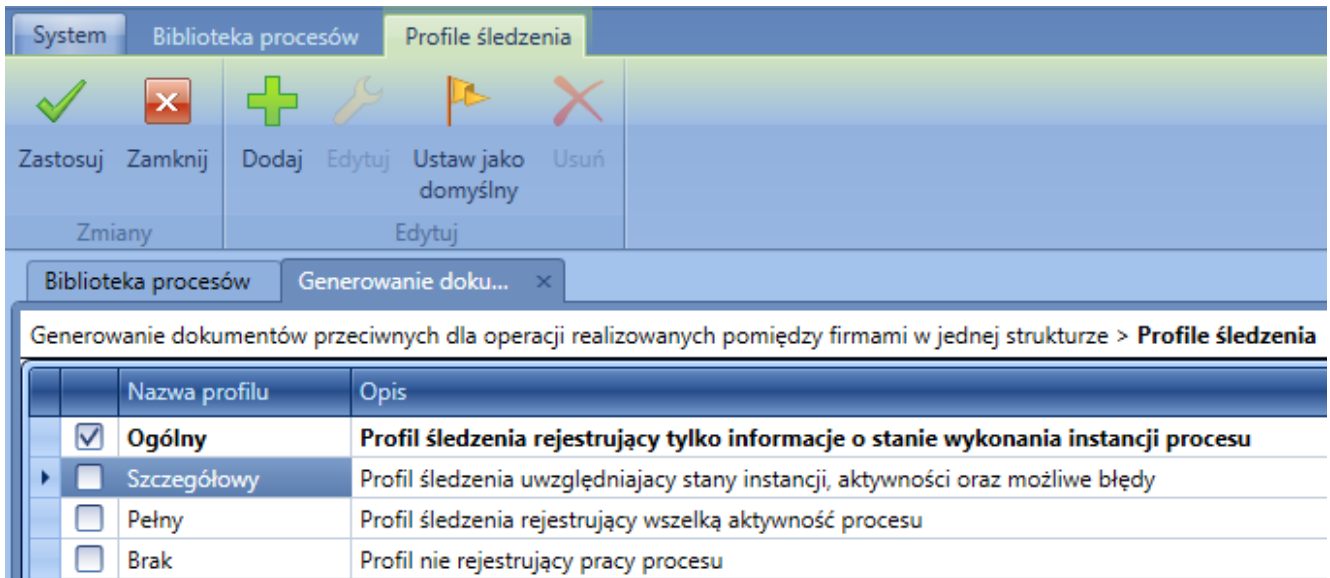 System Biblioteka procesów Profile śledzenia
Zastosuj Zamknij Dodaj Edytuj Ustaw jako domyślny Usuń
Zmiany Edytuj
Biblioteka procesów Generowanie doku... ×
Generowanie dokumentów przeciwnych dla operacji realizowanych pomiędzy firmami w jednej strukturze > Profile śledzenia
Nazwa profilu Opis
Ogólny Profil śledzenia rejestrujący tylko informacje o stanie wykonania instancji procesu
Szczegółowy Profil śledzenia uwzględniajacy stany instancji, aktywności oraz możliwe błędy
Pełny Profil śledzenia rejestrujący wszelką aktywność procesu
Brak Profil nie rejestrujący pracy procesu